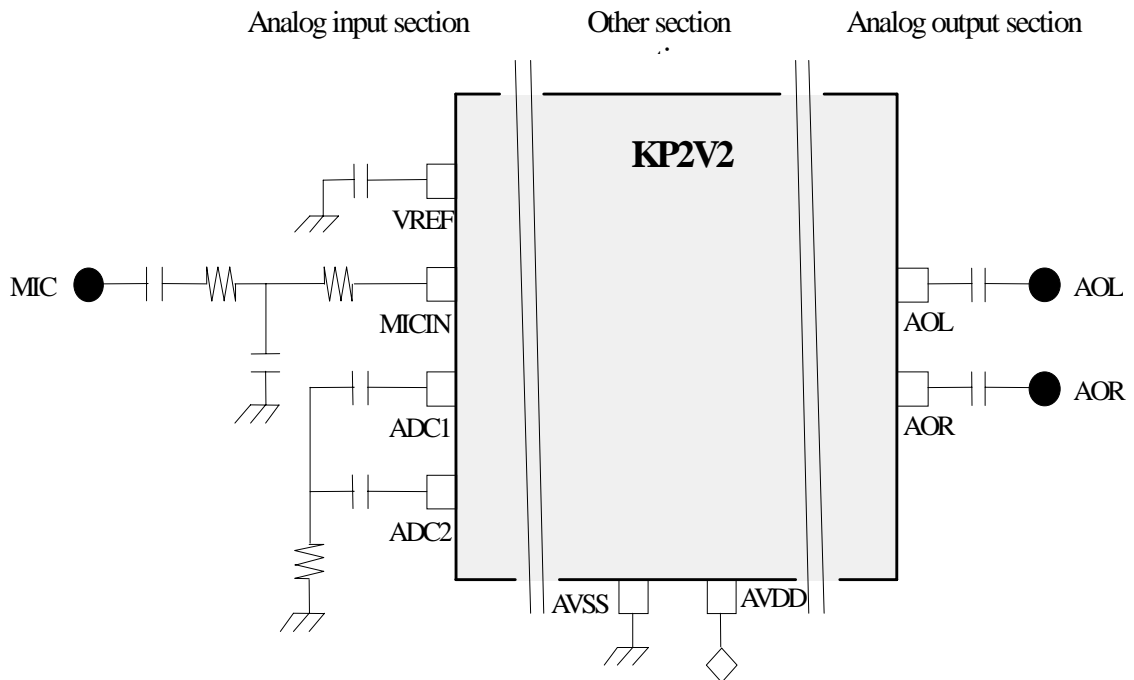 Analog input section
Other section
Analog output section
KP2V2
VREF
MIC
MICIN
AOL
AOL
ADC1
AOR
AOR
ADC2
AVSS
AVDD